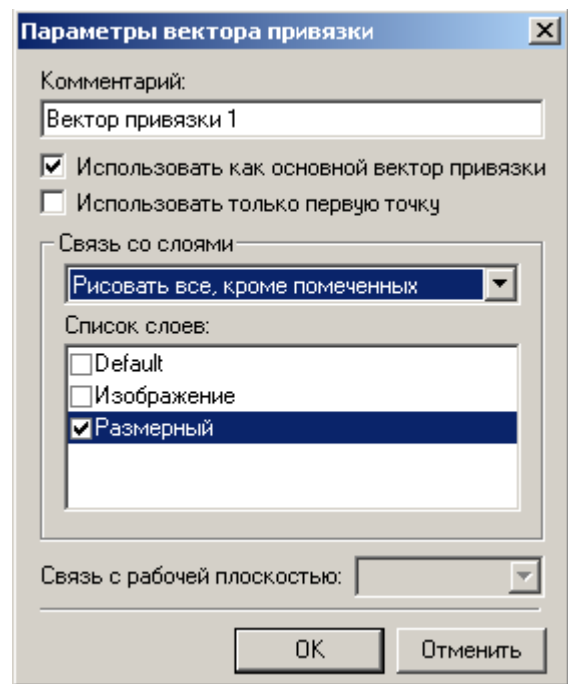 Параметры вектора привязки
Комментарий:
Вектор привязки 1
Использовать как основной вектор привязки
Использовать только первую точку
Связь со слоями
Рисовать все, кроме помеченных
Список слоев:
Default
Изображение
Размерный
Связь с рабочей плоскостью:
OK Отменить